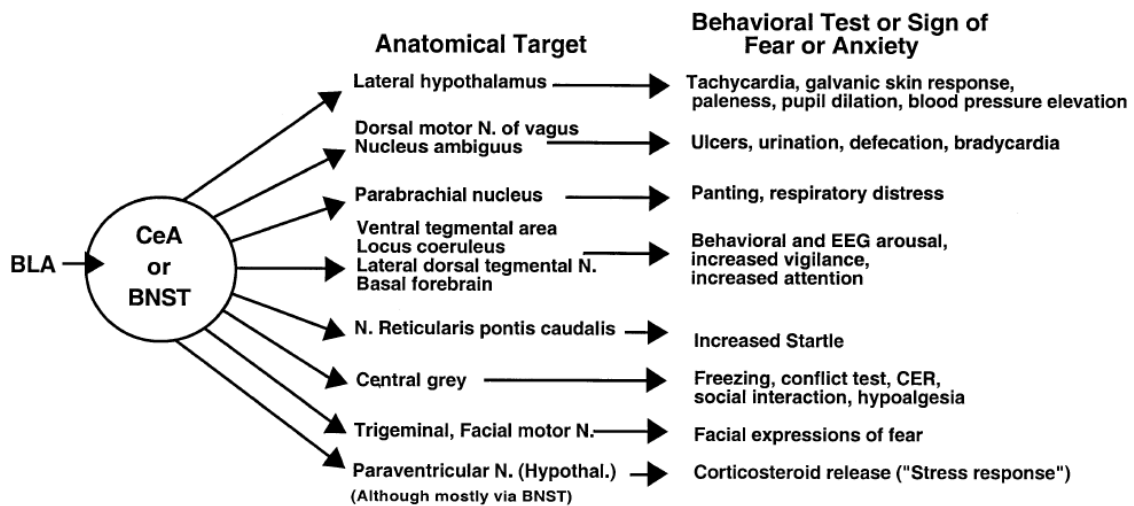 Anatomical Target
Behavioral Test or Sign of
Fear or Anxiety
BLA
CeA
or
BNST
Lateral hypothalamus
Tachycardia, galvanic skin response,
paleness, pupil dilation, blood pressure elevation
Dorsal motor N. of vagus
Nucleus ambiguus
Ulcers, urination, defecation, bradycardia
Parabrachial nucleus
Panting, respiratory distress
Ventral tegmental area
Locus coeruleus
Lateral dorsal tegmental N.
Basal forebrain
Behavioral and EEG arousal,
increased vigilance,
increased attention
N. Reticularis pontis caudalis
Increased Startle
Central grey
Freezing, conflict test, CER,
social interaction, hypoalgesia
Trigeminal, Facial motor N.
Facial expressions of fear
Paraventricular N. (Hypothal.)
(Although mostly via BNST)
Corticosteroid release ("Stress response")